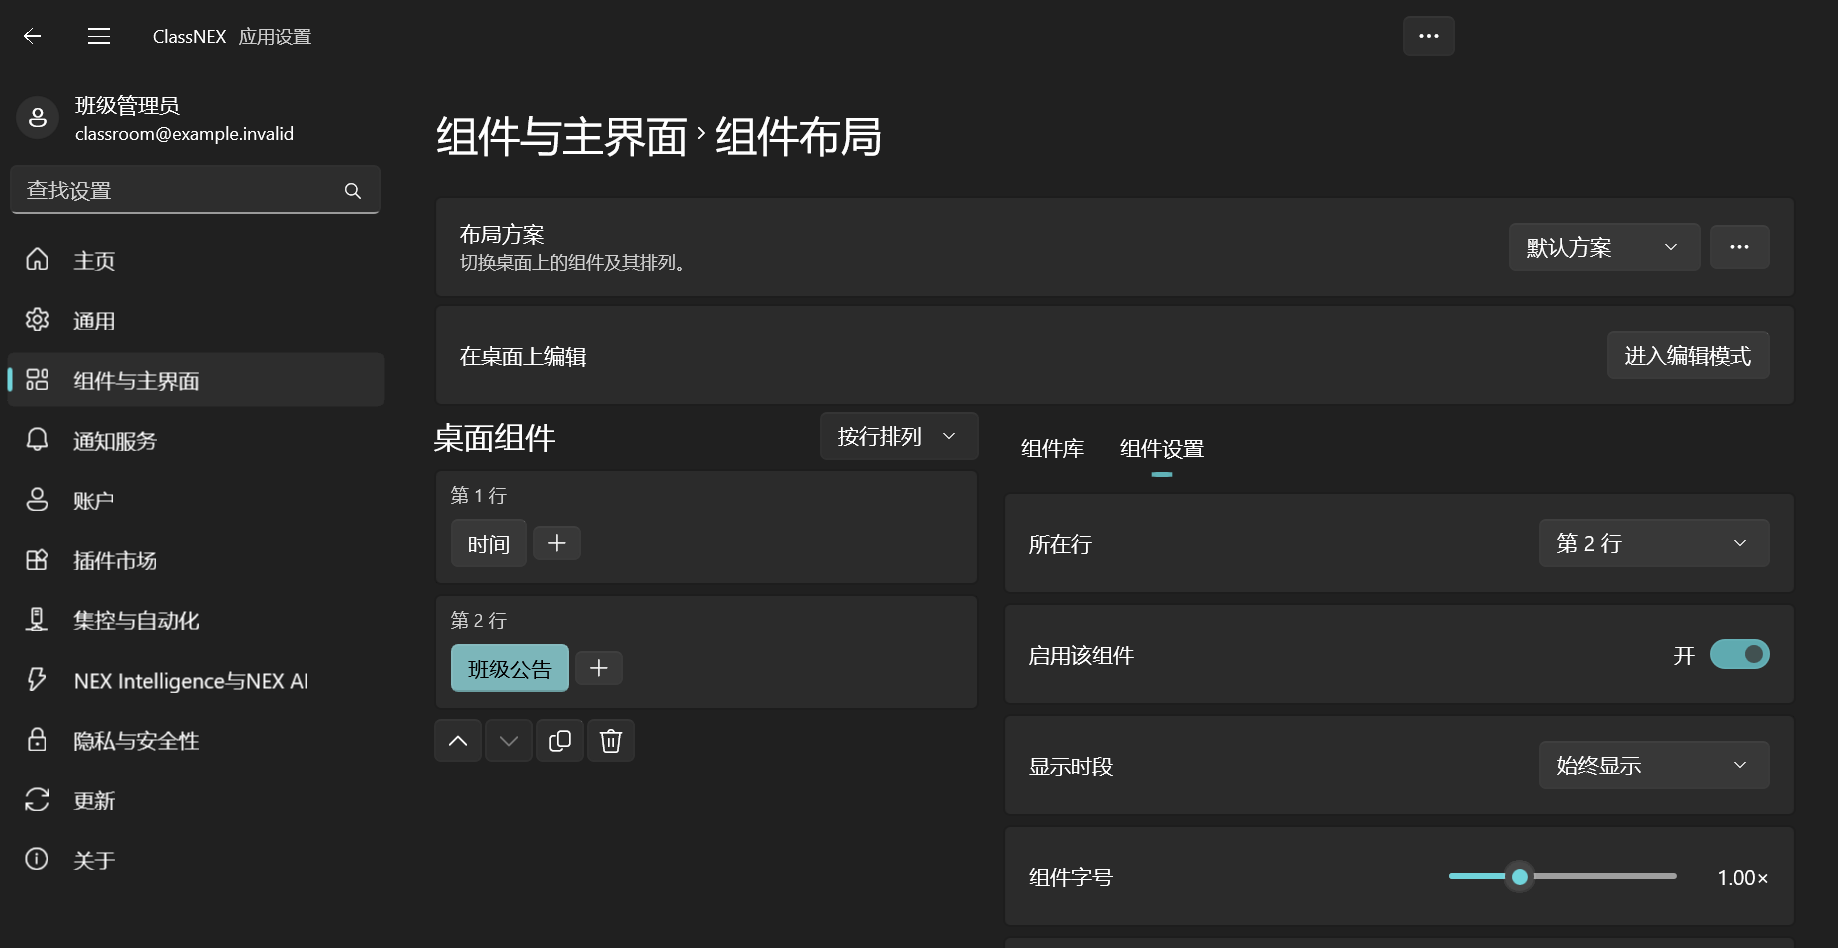 ClassNEX 应用设置
班级管理员
classroom@example.invalid
查找设置
主页
通用
组件与主界面
通知服务
账户
插件市场
集控与自动化
NEX Intelligence与NEX AI
隐私与安全性
更新
关于
组件与主界面 › 组件布局
布局方案
切换桌面上的组件及其排列。
默认方案
在桌面上编辑
进入编辑模式
桌面组件
按行排列
第 1 行
时间
第 2 行
班级公告
组件库
组件设置
所在行
第 2 行
启用该组件
开
显示时段
始终显示
组件字号
1.00×